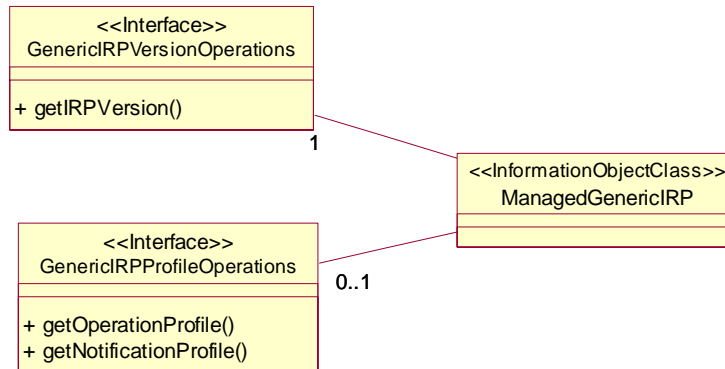 <<Interface>>
GenericIRPVersionOperations
+ getIRPVersion()
1
<<InformationObjectClass>>
ManagedGenericIRP
<<Interface>>
GenericIRPProfileOperations
0..1
+ getOperationProfile()
+ getNotificationProfile()